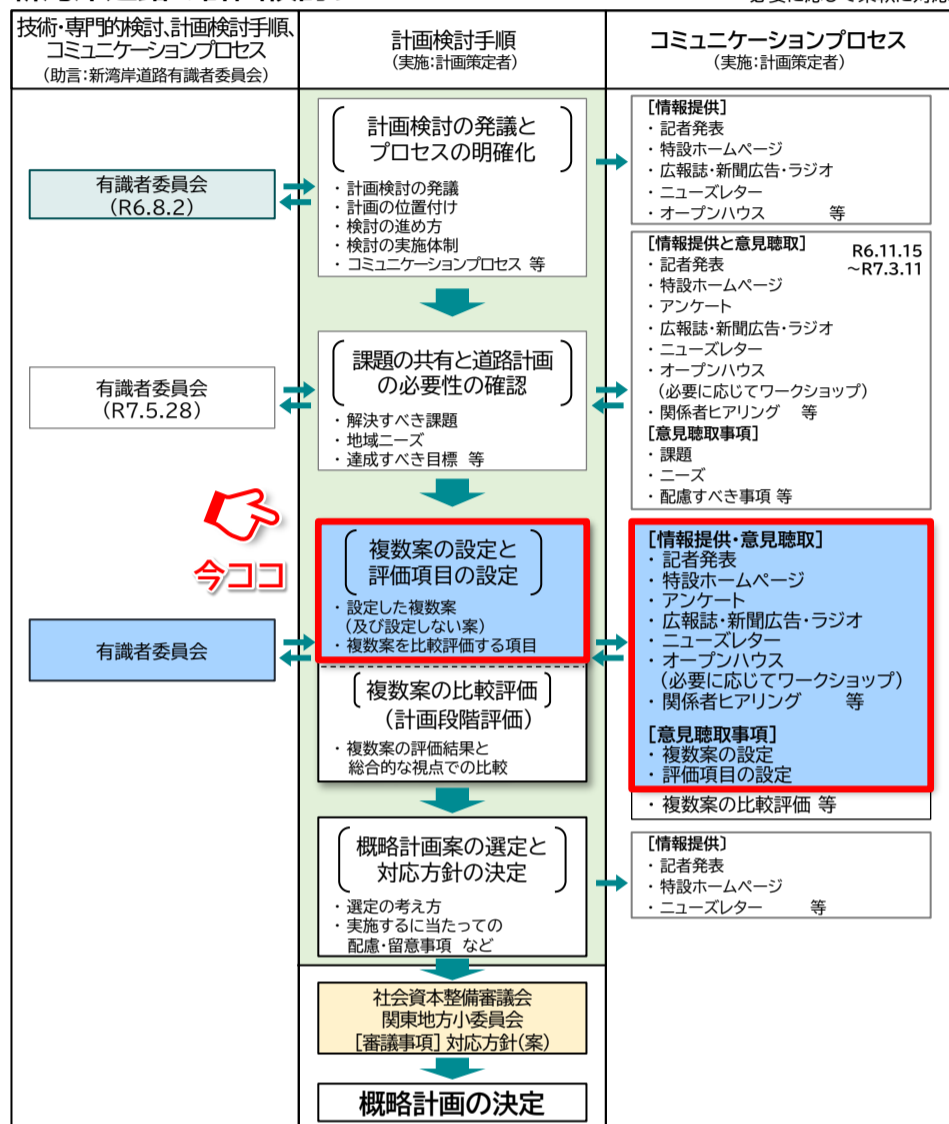 技術・専門的検討、計画検討手順、
コミュニケーションプロセス
(助言:新湾岸道路有識者委員会)
計画検討手順
(実施:計画策定者)
コミュニケーションプロセス
(実施:計画策定者)
有識者委員会
(R6.8.2)
計画検討の発議と
プロセスの明確化
・計画検討の発議
・計画の位置付け
・検討の進め方
・検討の実施体制
・コミュニケーションプロセス 等
[情報提供]
・記者発表
・特設ホームページ
・広報誌・新聞広告・ラジオ
・ニューズレター
・オープンハウス 等
有識者委員会
(R7.5.28)
課題の共有と道路計画
の必要性の確認
・解決すべき課題
・地域ニーズ
・達成すべき目標 等
[情報提供と意見聴取]
R6.11.15
~R7.3.11
・記者発表
・特設ホームページ
・アンケート
・広報誌・新聞広告・ラジオ
・ニューズレター
・オープンハウス
(必要に応じてワークショップ)
・関係者ヒアリング 等
[意見聴取事項]
・課題
・ニーズ
・配慮すべき事項 等
今ココ
有識者委員会
複数案の設定と
評価項目の設定
・設定した複数案
(及び設定しない案)
・複数案を比較評価する項目
複数案の比較評価
(計画段階評価)
・複数案の評価結果と
総合的な視点での比較
[情報提供・意見聴取]
・記者発表
・特設ホームページ
・アンケート
・広報誌・新聞広告・ラジオ
・ニューズレター
・オープンハウス
(必要に応じてワークショップ)
・関係者ヒアリング 等
[意見聴取事項]
・複数案の設定
・評価項目の設定
・複数案の比較評価 等
概略計画案の選定と
対応方針の決定
・選定の考え方
・実施するに当たっての
配慮・留意事項 など
[情報提供]
・記者発表
・特設ホームページ
・ニューズレター 等
社会資本整備審議会
関東地方小委員会
[審議事項] 対応方針(案)
概略計画の決定